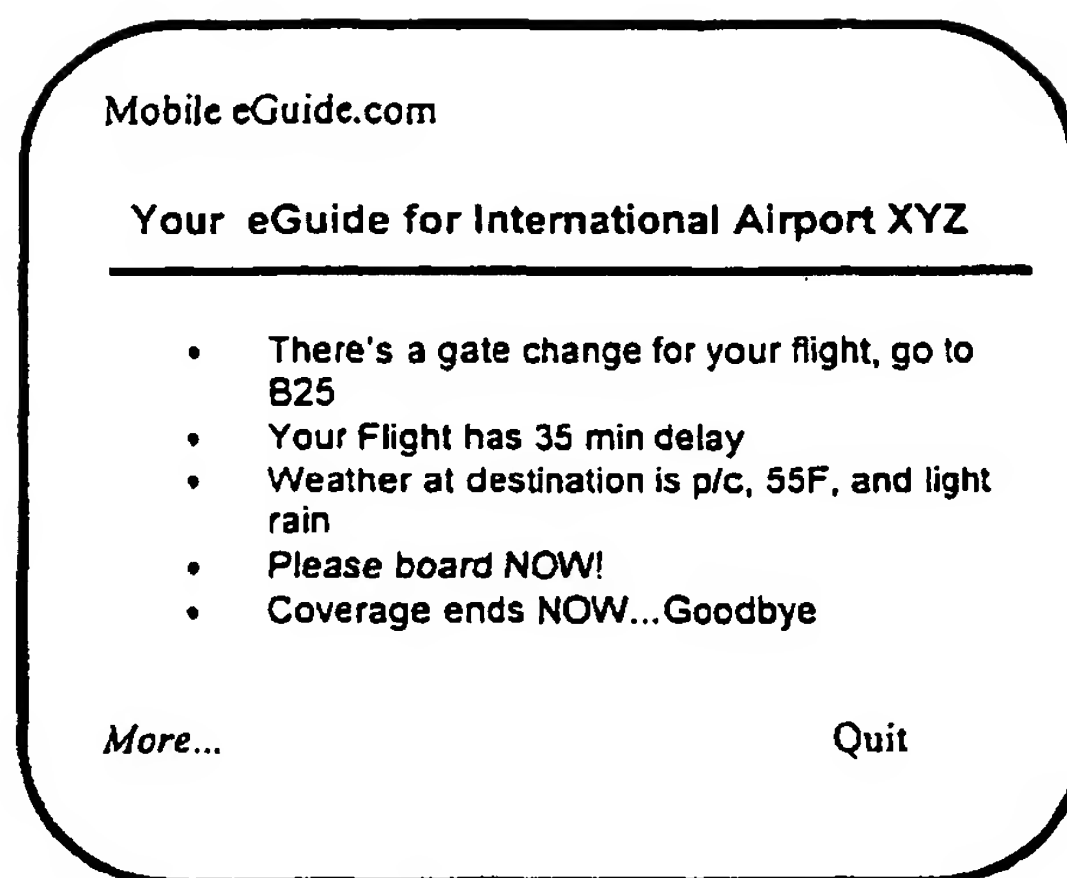 Mobile eGuide.com
Your eGuide for International Airport XYZ
• There's a gate change for your flight, go to
B25
• Your Flight has 35 min delay
• Weather at destination is p/c, 55F, and light
rain
• Please board NOW!
• Coverage ends NOW...Goodbye
More... Quit